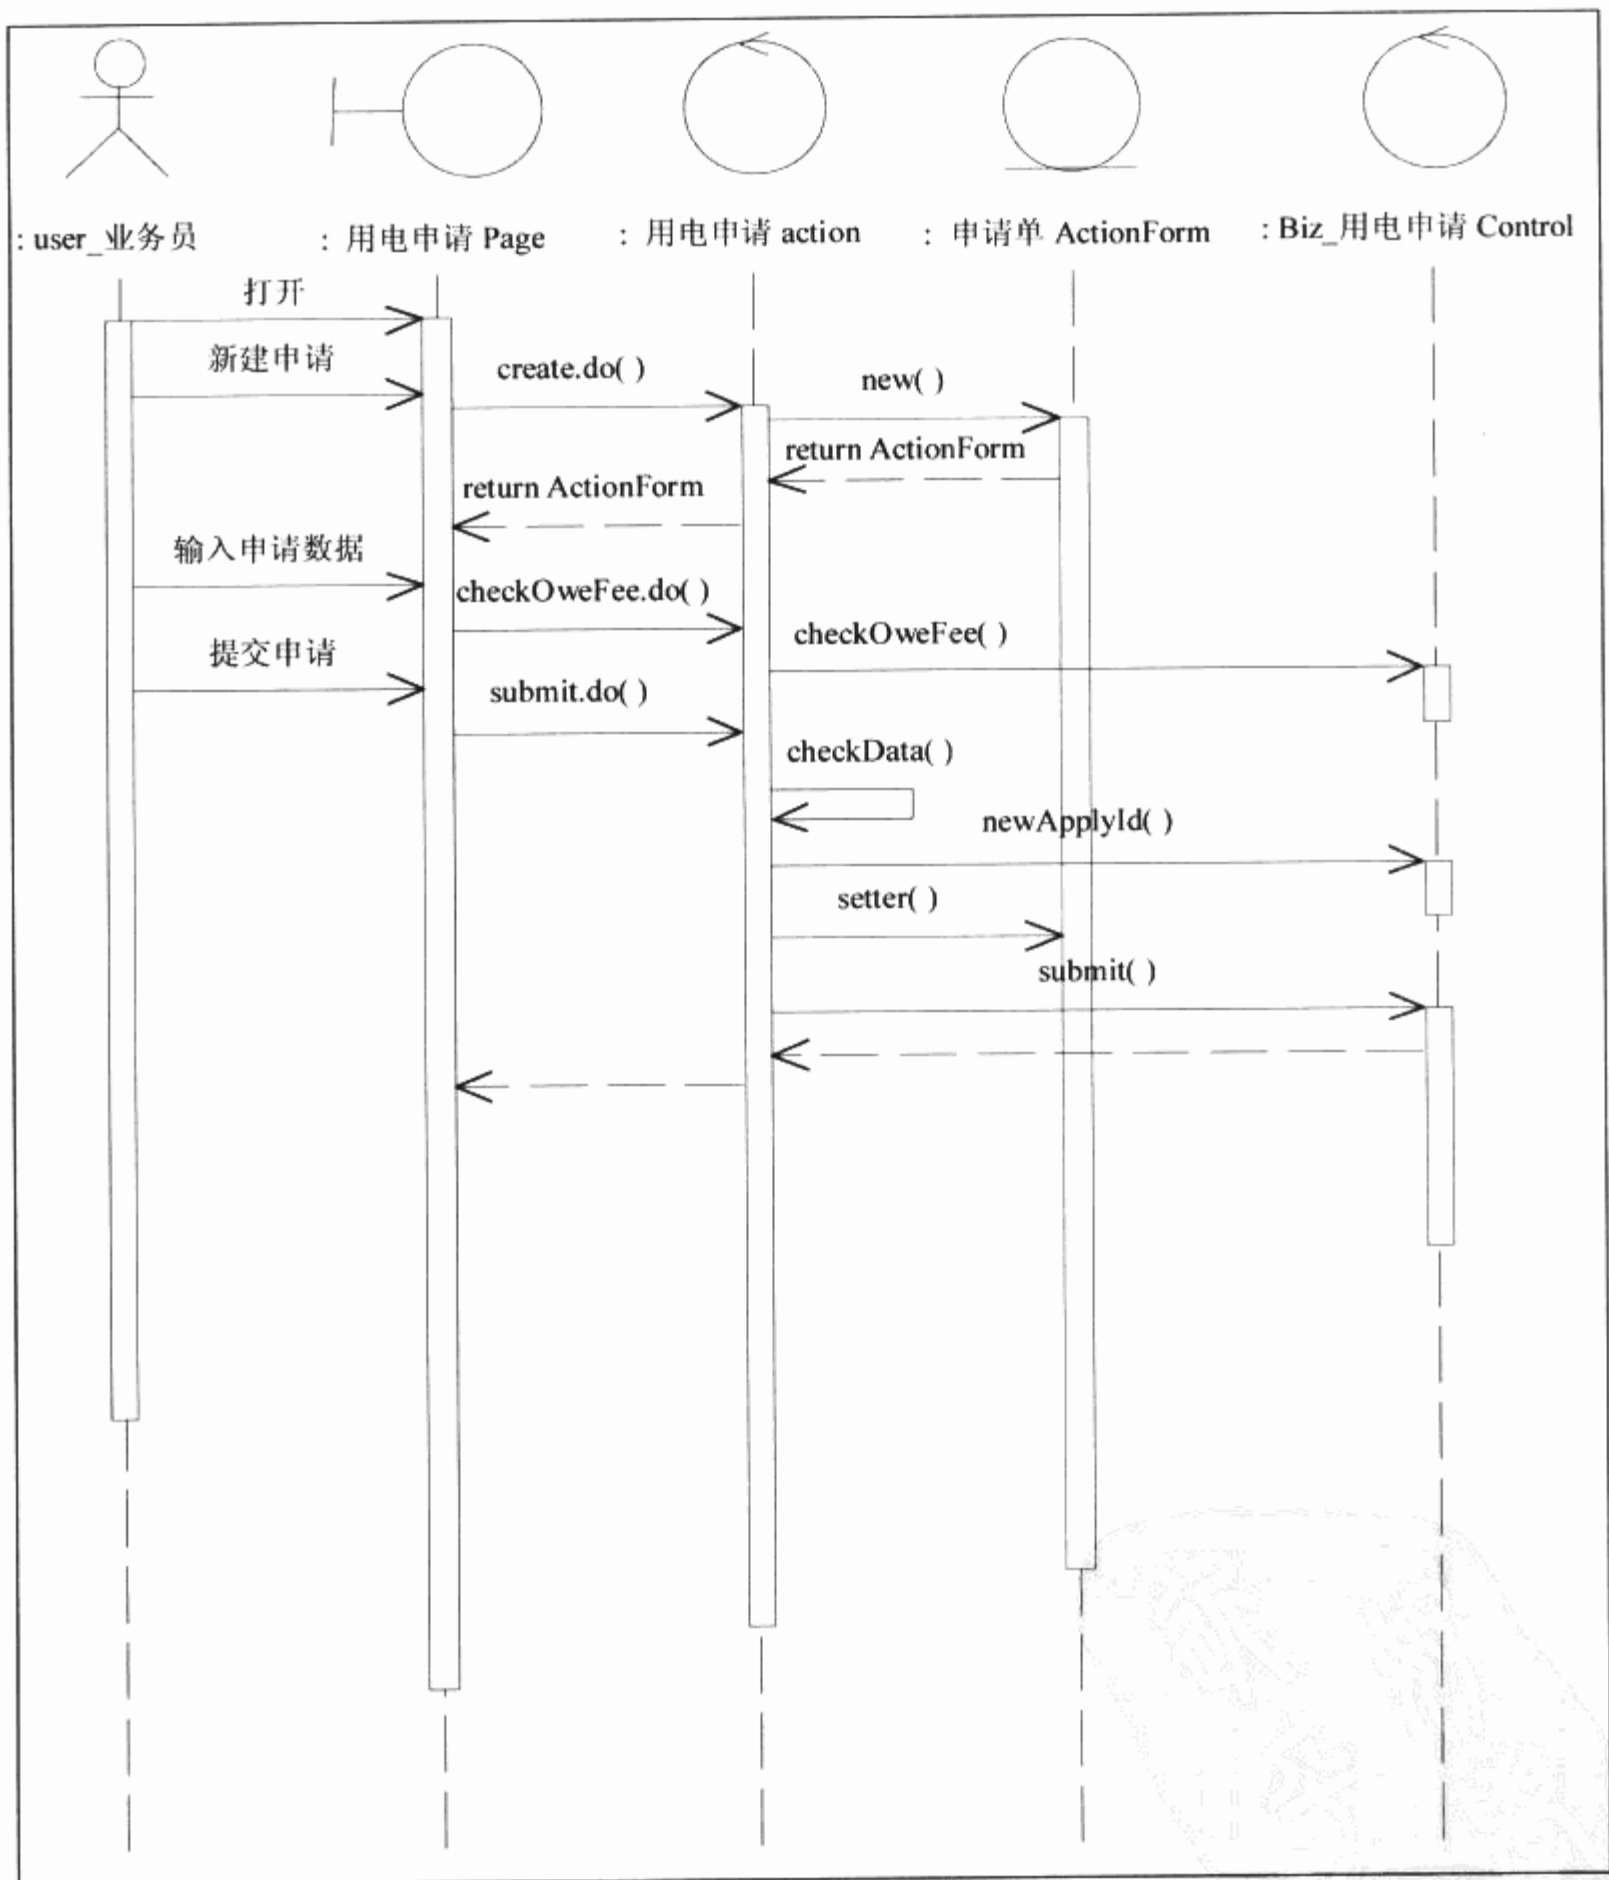 : user_业务员
: 用电申请 Page
: 用电申请 action
: 申请单 ActionForm
: Biz_用电申请 Control
打开
新建申请
create.do( )
new( )
return ActionForm
return ActionForm
输入申请数据
checkOweFee.do( )
checkOweFee( )
提交申请
submit.do( )
checkData( )
newApplyId( )
setter( )
submit( )